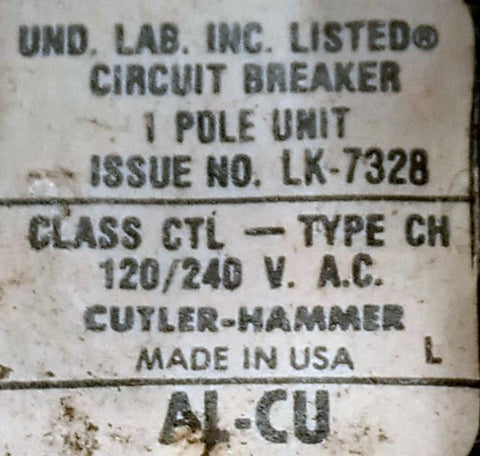 UND. LAB. INC. LISTED®
CIRCUIT BREAKER
1 POLE UNIT
ISSUE NO. LK-7328
CLASS CTL — TYPE CH
120/240 V. A.C.
CUTLER-HAMMER
MADE IN USA L
AL-CU